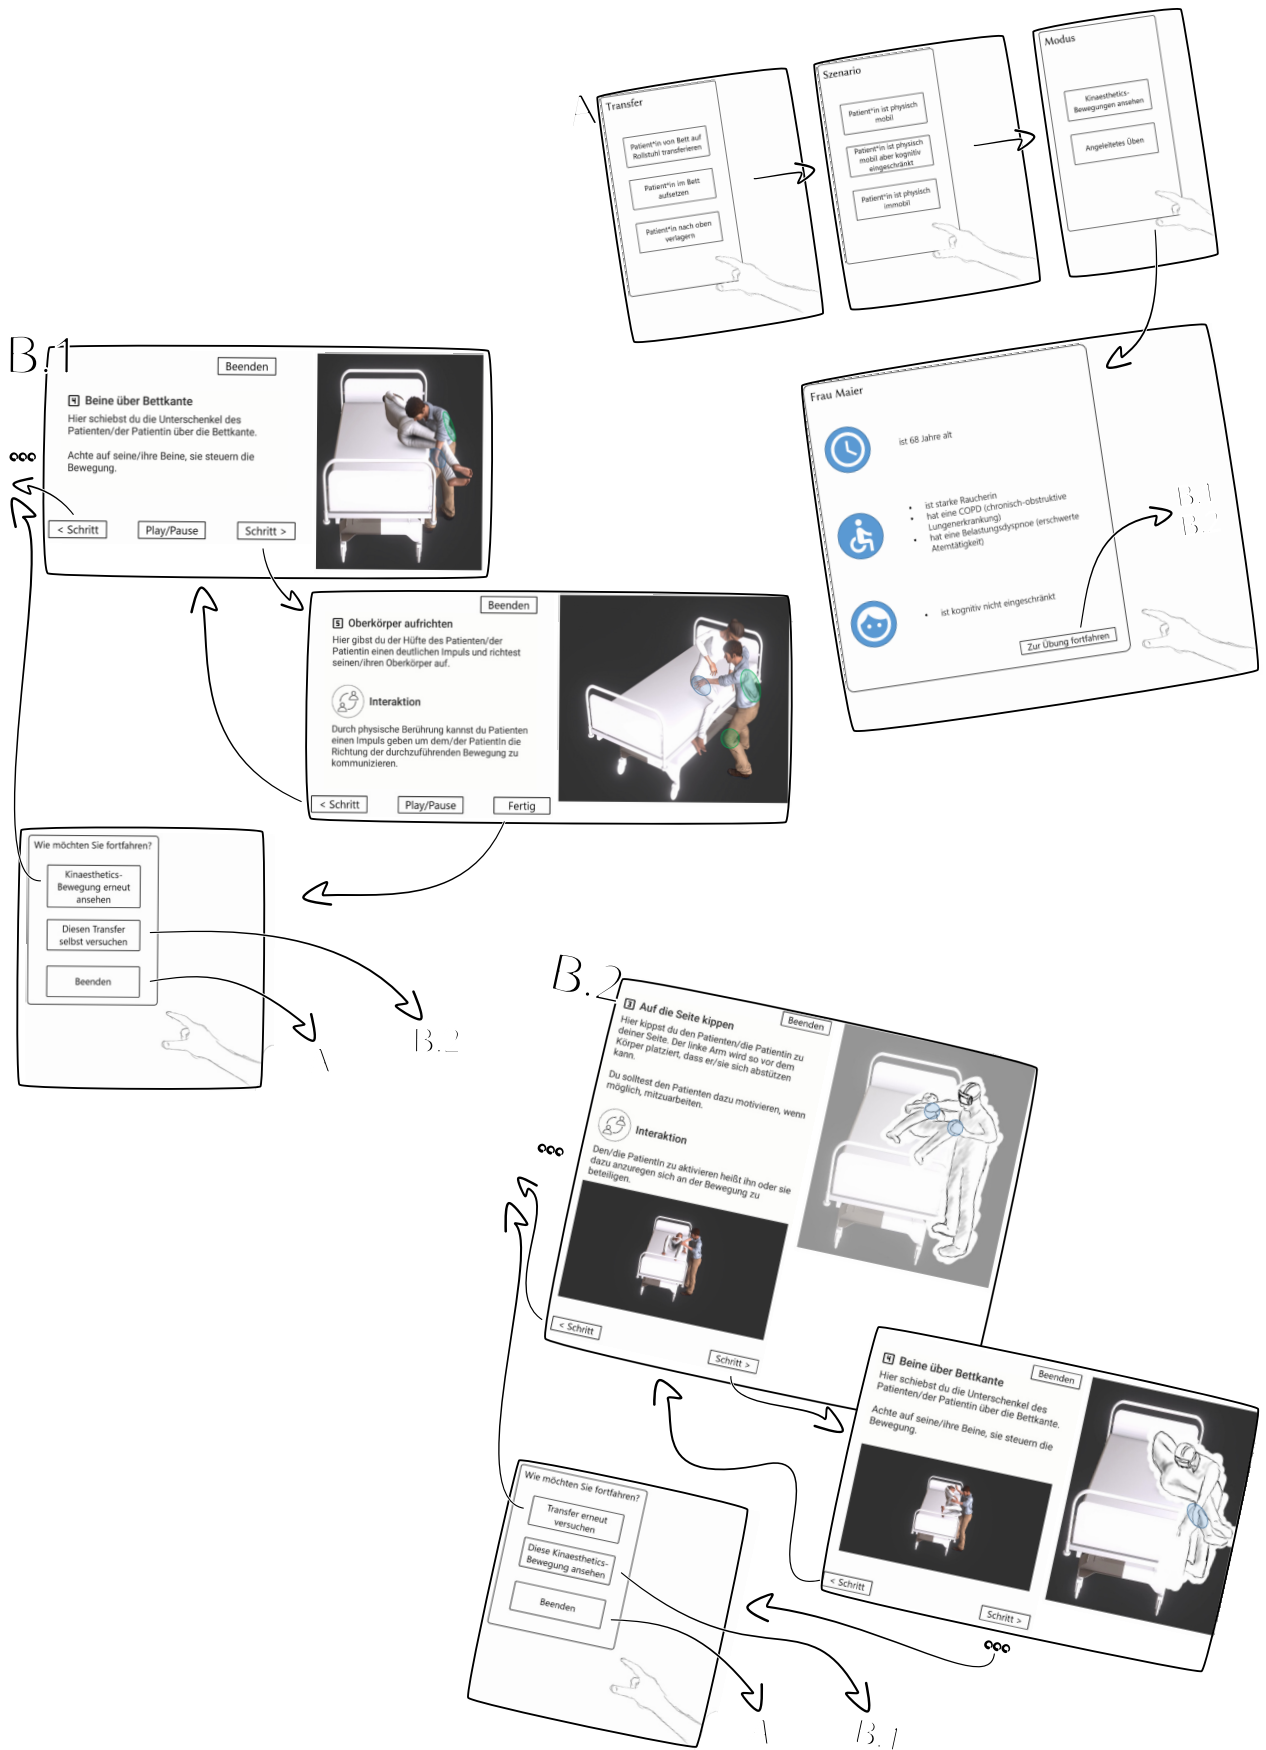 A
Transfer
Patient*in von Bett auf
Rollstuhl transferieren
Patient*in im Bett
aufsetzen
Patient*in nach oben
verlagern
Szenario
Patient*in ist physisch
mobil
Patient*in ist physisch
mobil aber kognitiv
eingeschränkt
Patient*in ist physisch
immobil
Modus
Kinaesthetics-
Bewegungen ansehen
Angeleitetes Üben
Frau Maier
ist 68 Jahre alt
• ist starke Raucherin
• hat eine COPD (chronisch-obstruktive
Lungenerkrankung)
• hat eine Belastungsdyspnoe (erschwerte
Atemtätigkeit)
• ist kognitiv nicht eingeschränkt
Zur Übung fortfahren
B.1
B.2
B.1
Beenden
4 Beine über Bettkante
Hier schiebst du die Unterschenkel des
Patienten/der Patientin über die Bettkante.
Achte auf seine/ihre Beine, sie steuern die
Bewegung.
< Schritt
Play/Pause
Schritt >
Beenden
5 Oberkörper aufrichten
Hier gibst du der Hüfte des Patienten/der
Patientin einen deutlichen Impuls und richtest
seinen/ihren Oberkörper auf.
Interaktion
Durch physische Berührung kannst du Patienten
einen Impuls geben um dem/der PatientIn die
Richtung der durchzuführenden Bewegung zu
kommunizieren.
< Schritt
Play/Pause
Fertig
Wie möchten Sie fortfahren?
Kinaesthetics-
Bewegung erneut
ansehen
Diesen Transfer
selbst versuchen
Beenden
B.2
A
B.2
3 Auf die Seite kippen
Beenden
Hier kippst du den Patienten/die Patientin zu
deiner Seite. Der linke Arm wird so vor dem
Körper platziert, dass er/sie sich abstützen
kann.
Du solltest den Patienten dazu motivieren, wenn
möglich, mitzuarbeiten.
Interaktion
Den/die PatientIn zu aktivieren heißt ihn oder sie
dazu anzuregen sich an der Bewegung zu
beteiligen.
< Schritt
Schritt >
4 Beine über Bettkante
Beenden
Hier schiebst du die Unterschenkel des
Patienten/der Patientin über die Bettkante.
Achte auf seine/ihre Beine, sie steuern die
Bewegung.
< Schritt
Schritt >
Wie möchten Sie fortfahren?
Transfer erneut
versuchen
Diese Kinaesthetics-
Bewegung ansehen
Beenden
A
B.1